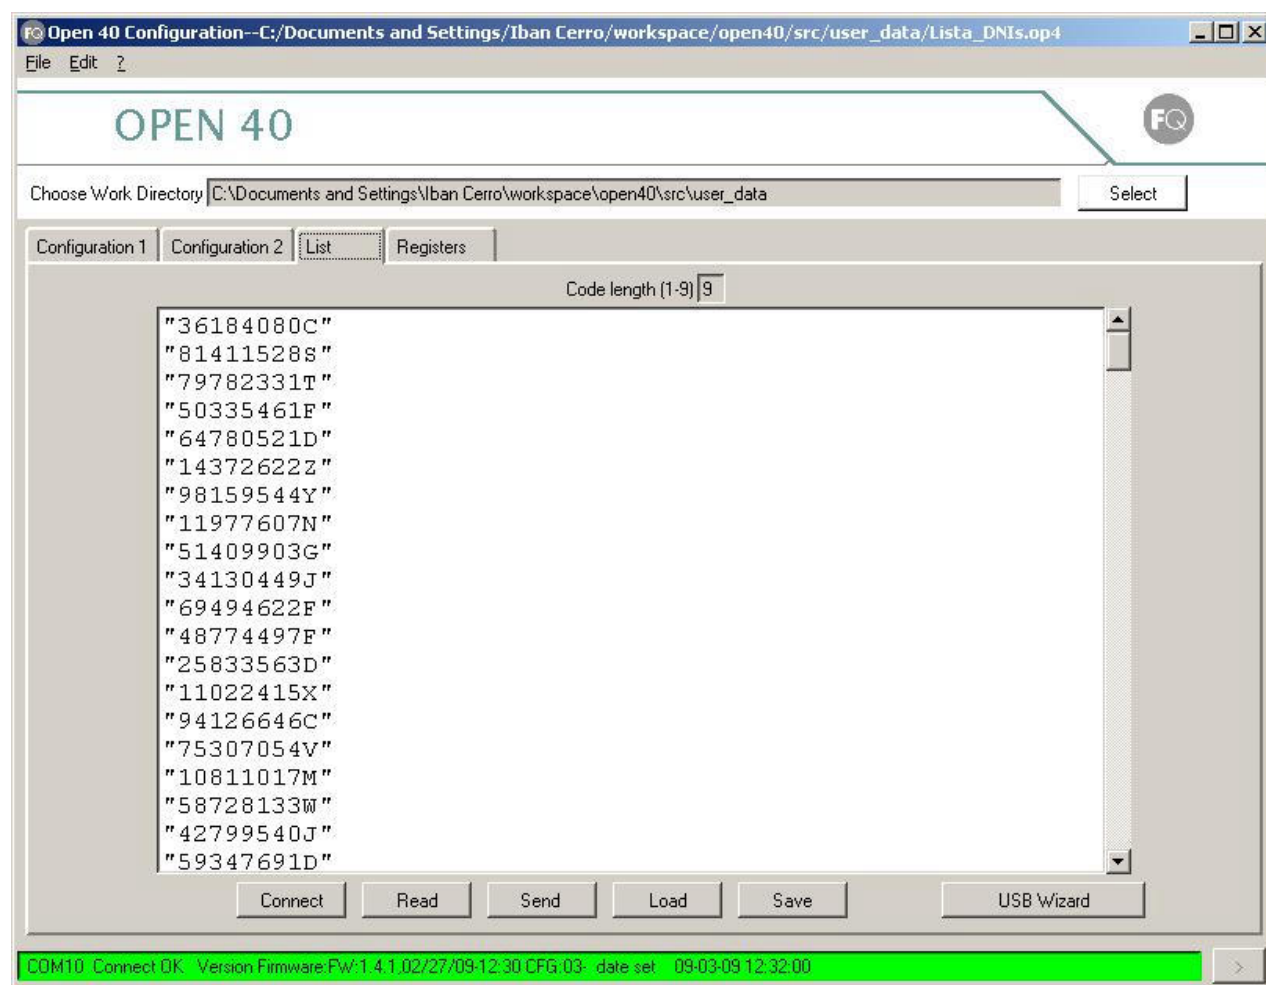 FQ Open 40 Configuration--C:/Documents and Settings/Iban Cerro/workspace/open40/src/user_data/Lista_DNIs.op4
File Edit ?
OPEN 40
FQ
Choose Work Directory C:\Documents and Settings\Iban Cerro\workspace\open40\src\user_data Select
Configuration 1 Configuration 2 List Registers
Code length (1-9) 9
"36184080C"
"81411528S"
"79782331T"
"50335461F"
"64780521D"
"14372622Z"
"98159544Y"
"11977607N"
"51409903G"
"34130449J"
"69494622F"
"48774497F"
"25833563D"
"11022415X"
"94126646C"
"75307054V"
"10811017M"
"58728133W"
"42799540J"
"59347691D"
Connect Read Send Load Save USB Wizard
COM10 Connect OK Version Firmware:FW:1.4.1,02/27/09-12:30 CFG:03- date set 09-03-09 12:32:00 >